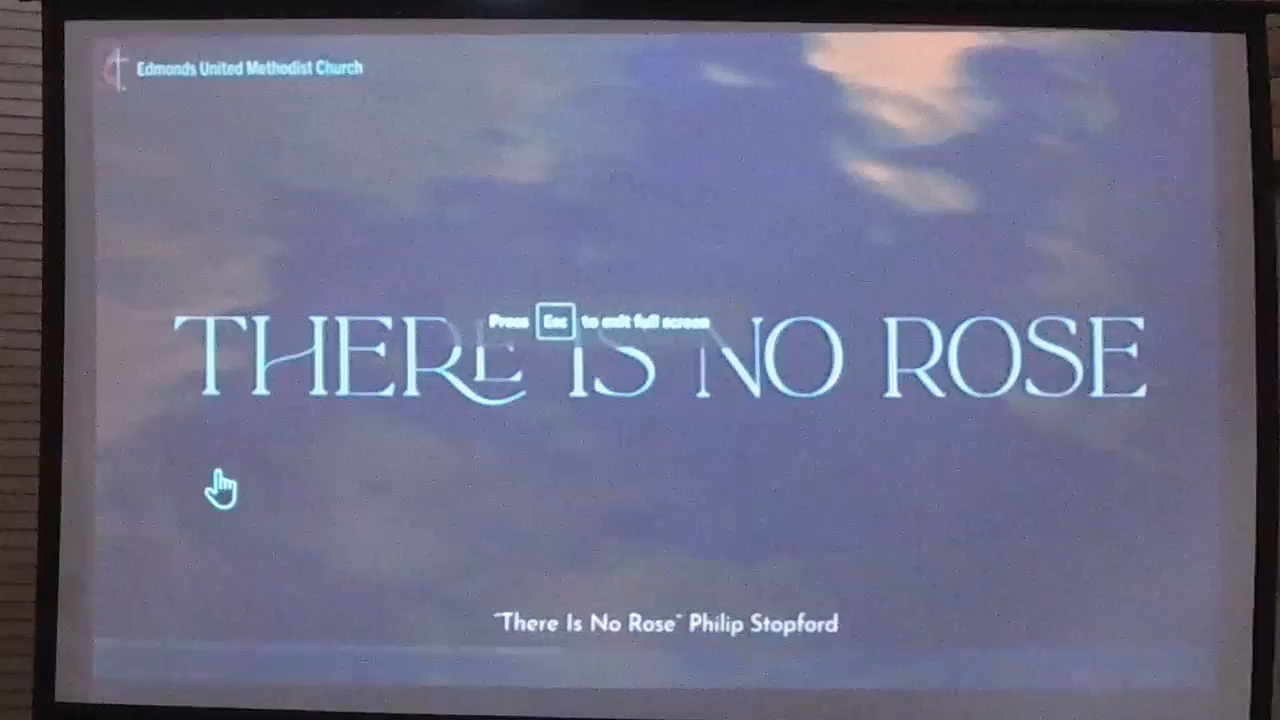 Edmonds United Methodist Church
Press Esc to exit full screen
THERE IS NO ROSE
"There Is No Rose" Philip Stopford